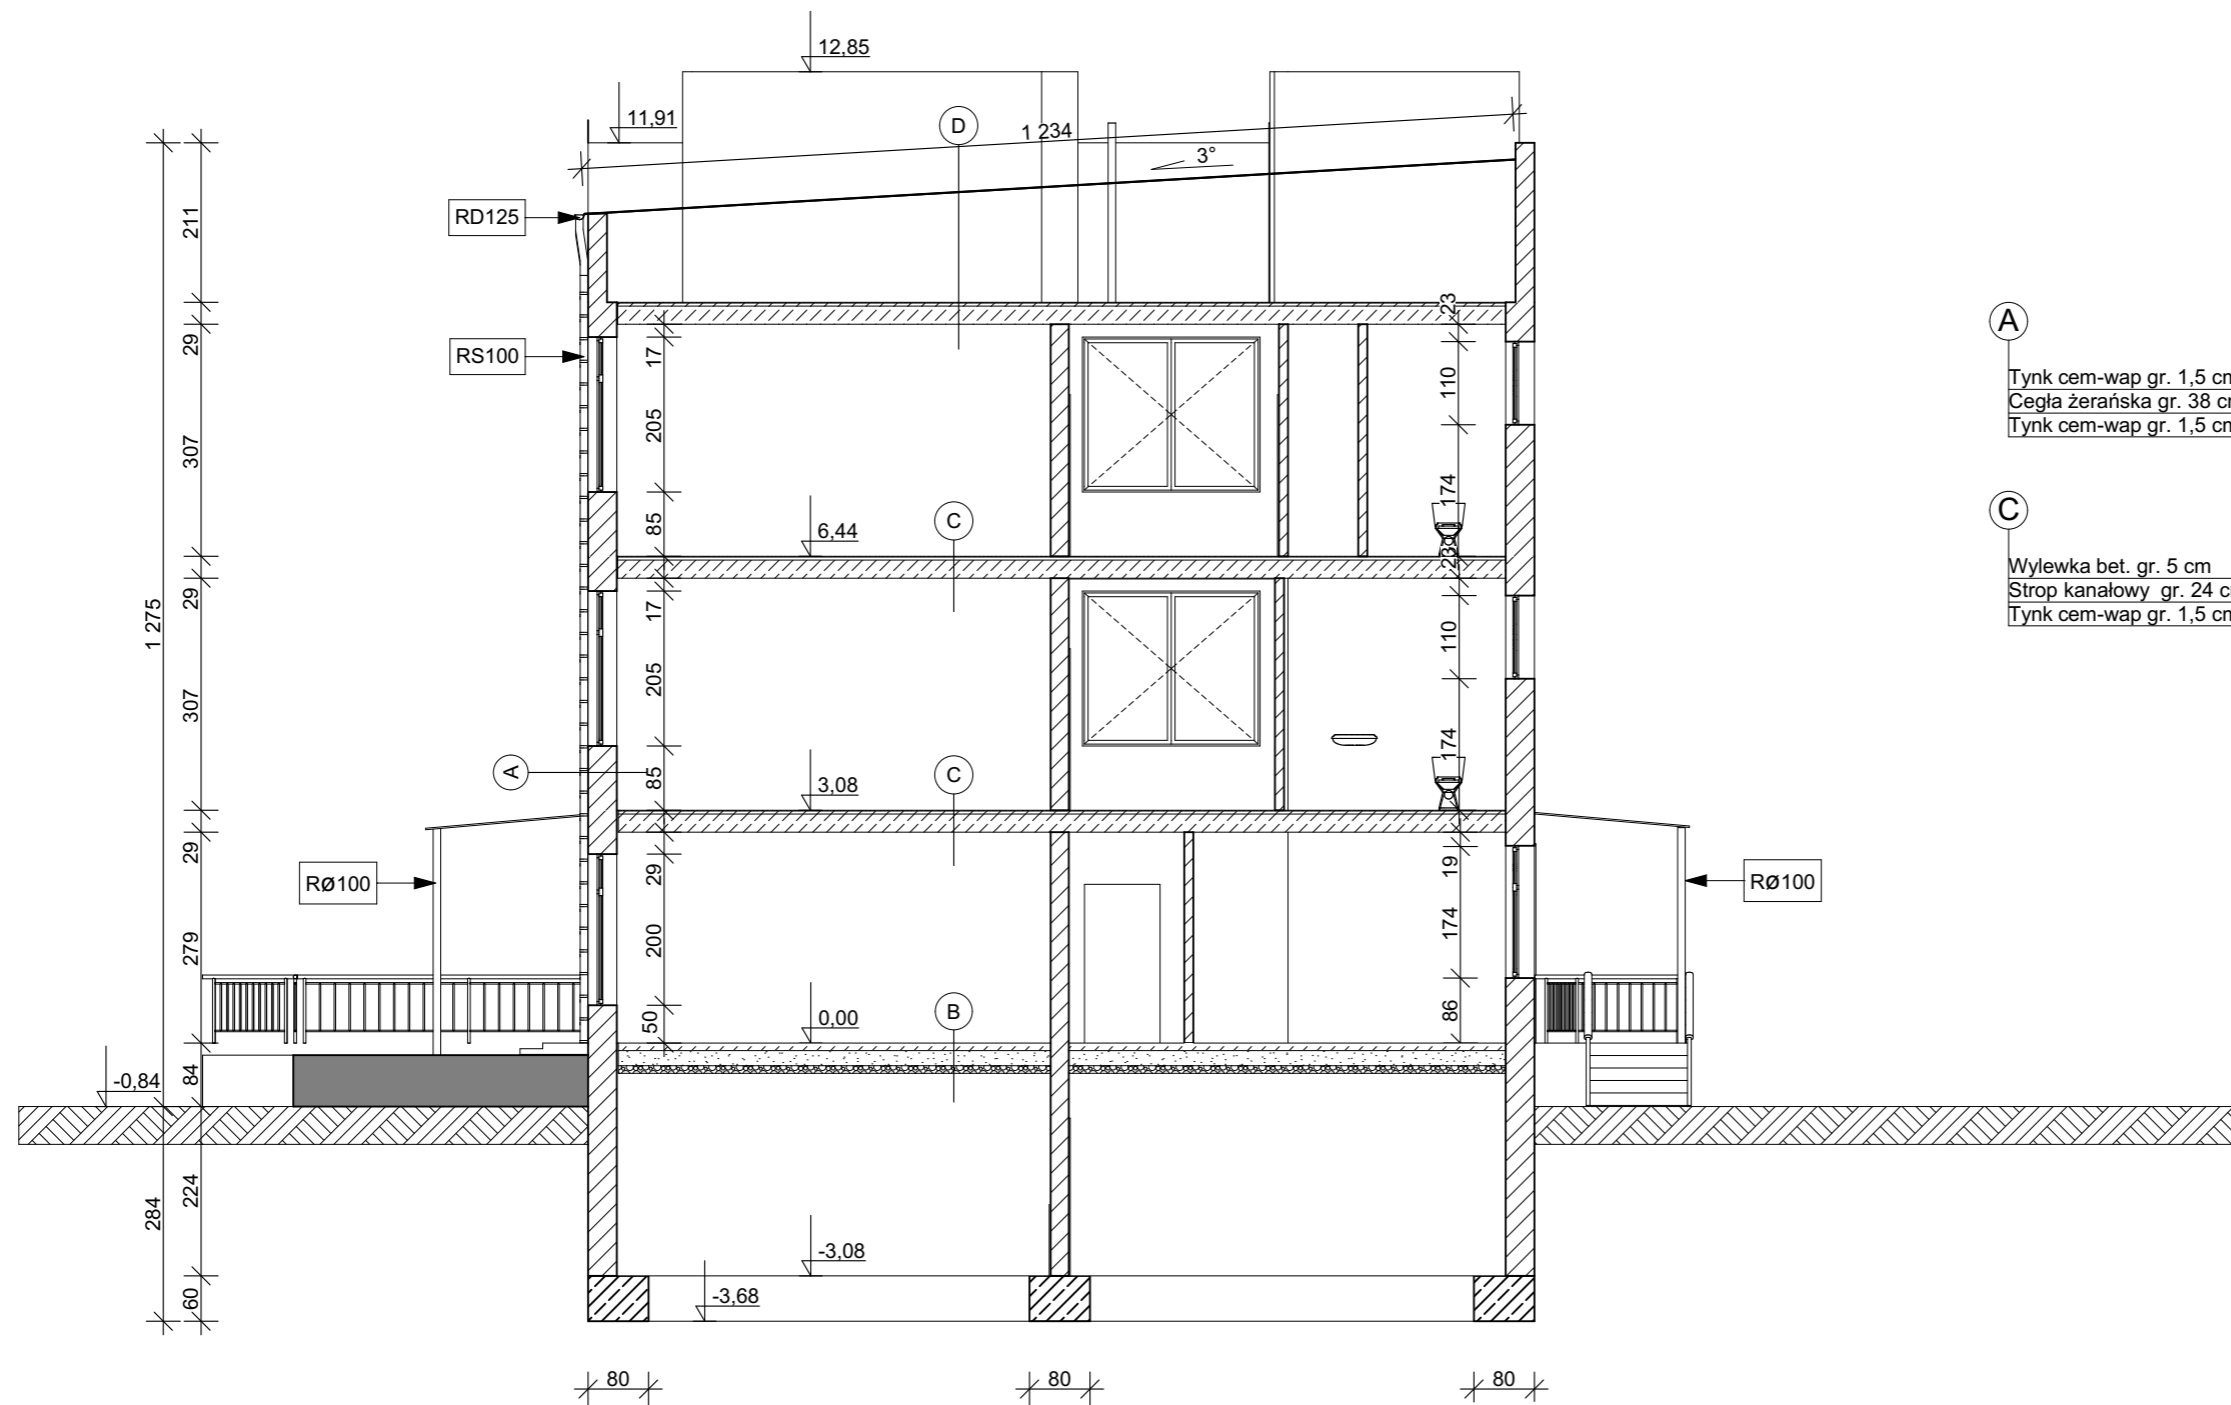 12,85
11,91
D
1 234
3°
RD125
RS100
211
29
307
29
307
29
279
84
224
60
1 275
284
17
205
85
17
205
85
29
200
50
23
110
174
23
110
174
19
174
86
6,44
C
3,08
C
A
RØ100
RØ100
0,00
B
-0,84
-3,08
-3,68
80
80
80
A
Tynk cem-wap gr. 1,5 cm
Cegła żerańska gr. 38 cm
Tynk cem-wap gr. 1,5 cm
C
Wylewka bet. gr. 5 cm
Strop kanałowy gr. 24 c
Tynk cem-wap gr. 1,5 cm